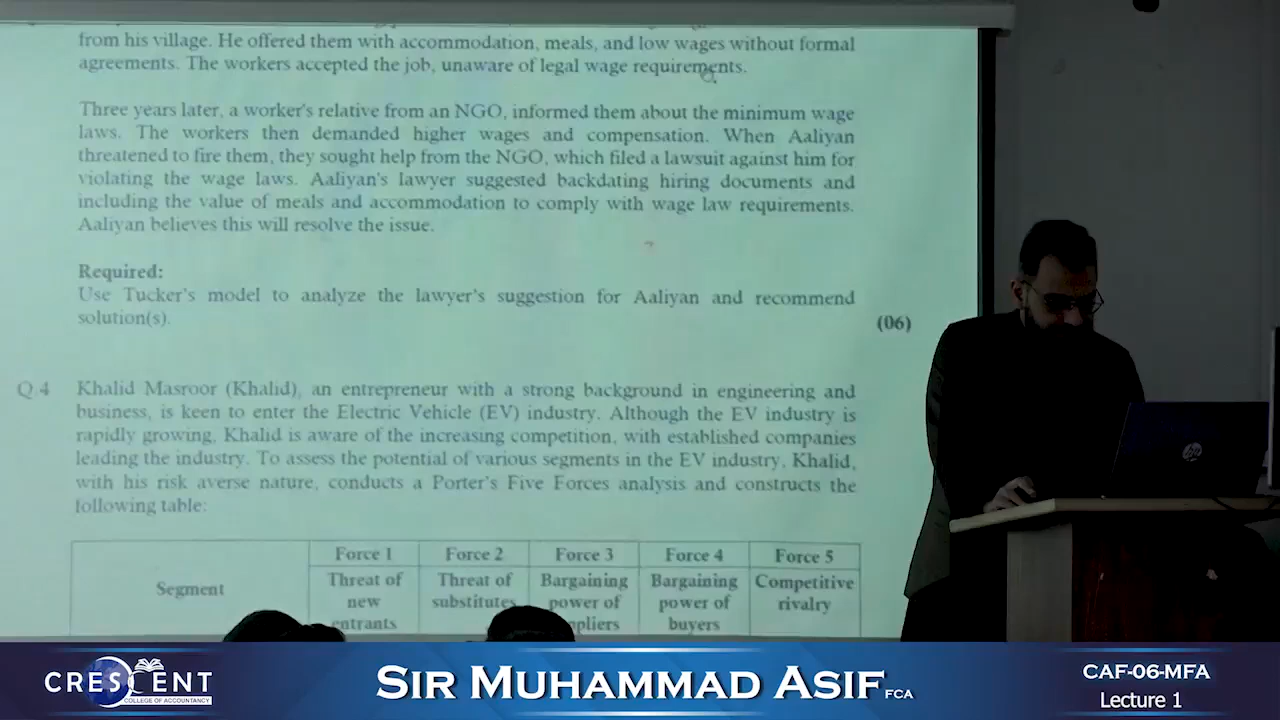 from his village. He offered them with accommodation, meals, and low wages without formal
agreements. The workers accepted the job, unaware of legal wage requirements.
Three years later, a worker's relative from an NGO, informed them about the minimum wage
laws. The workers then demanded higher wages and compensation. When Aaliyan
threatened to fire them, they sought help from the NGO, which filed a lawsuit against him for
violating the wage laws. Aaliyan's lawyer suggested backdating hiring documents and
including the value of meals and accommodation to comply with wage law requirements.
Aaliyan believes this will resolve the issue.
Required:
Use Tucker's model to analyze the lawyer's suggestion for Aaliyan and recommend
solution(s).
(06)
Q.4 Khalid Masroor (Khalid), an entrepreneur with a strong background in engineering and
business, is keen to enter the Electric Vehicle (EV) industry. Although the EV industry is
rapidly growing, Khalid is aware of the increasing competition, with established companies
leading the industry. To assess the potential of various segments in the EV industry, Khalid,
with his risk averse nature, conducts a Porter's Five Forces analysis and constructs the
following table:
Force 1 Force 2 Force 3 Force 4 Force 5
Segment Threat of Threat of Bargaining Bargaining Competitive
new substitutes power of power of rivalry
entrants buyers
CRESCENT
COLLEGE OF ACCOUNTANCY
SIR MUHAMMAD ASIF FCA
CAF-06-MFA
Lecture 1
hp